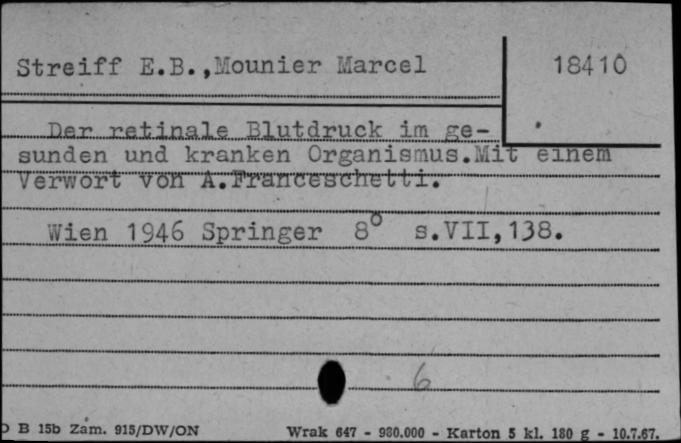 Streiff E.B.,Mounier Marcel
18410
Der retinale Blutdruck im ge-
sunden und kranken Organismus.Mit einem
Verwort von A.Franceschetti.
Wien 1946 Springer 8° s.VII,138.
6
D B 15b Zam. 915/DW/ON
Wrak 647 - 980.000 - Karton 5 kl. 180 g - 10.7.67.